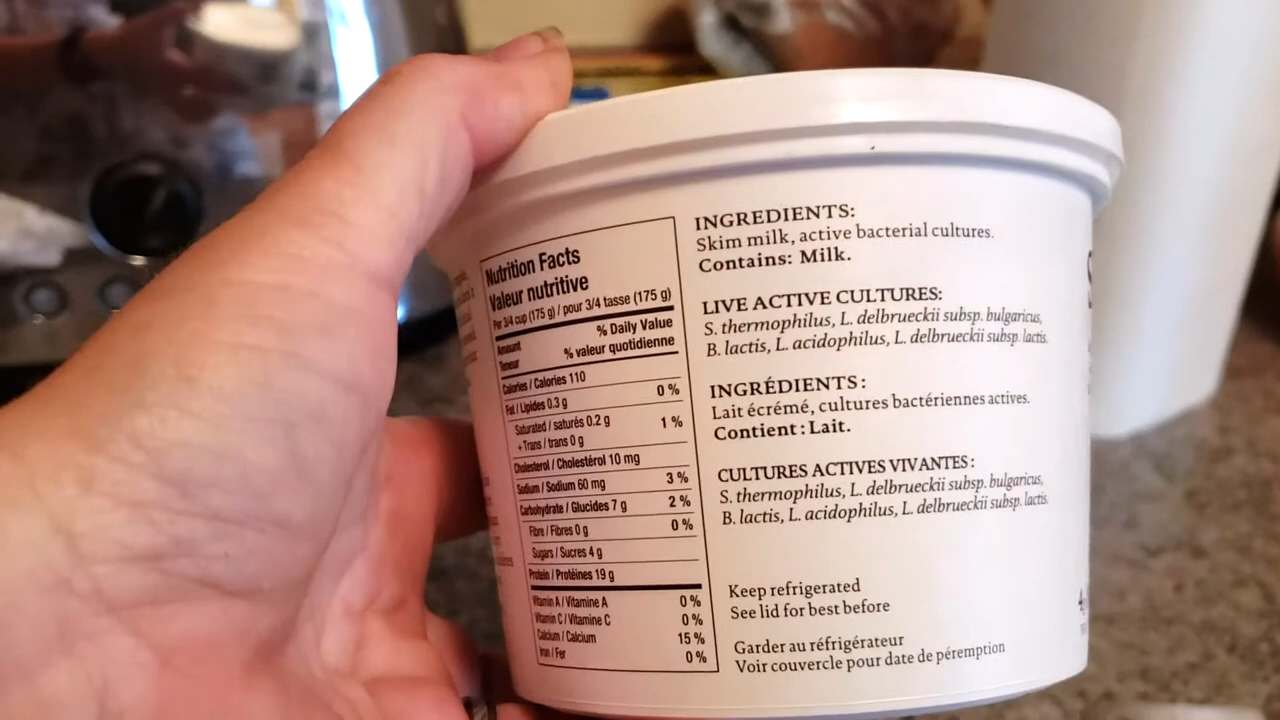 Nutrition Facts
Valeur nutritive
Per 3/4 cup (175 g) / pour 3/4 tasse (175 g)
Amount
Teneur
% Daily Value
% valeur quotidienne
Calories / Calories 110
Fat / Lipides 0.3 g 0 %
Saturated / saturés 0.2 g
+ Trans / trans 0 g 1 %
Cholesterol / Cholestérol 10 mg
Sodium / Sodium 60 mg 3 %
Carbohydrate / Glucides 7 g 2 %
Fibre / Fibres 0 g 0 %
Sugars / Sucres 4 g
Protein / Protéines 19 g
Vitamin A / Vitamine A 0 %
Vitamin C / Vitamine C 0 %
Calcium / Calcium 15 %
Iron / Fer 0 %
INGREDIENTS:
Skim milk, active bacterial cultures.
Contains: Milk.
LIVE ACTIVE CULTURES:
S. thermophilus, L. delbrueckii subsp. bulgaricus,
B. lactis, L. acidophilus, L. delbrueckii subsp. lactis.
INGRÉDIENTS :
Lait écrémé, cultures bactériennes actives.
Contient : Lait.
CULTURES ACTIVES VIVANTES :
S. thermophilus, L. delbrueckii subsp. bulgaricus,
B. lactis, L. acidophilus, L. delbrueckii subsp. lactis.
Keep refrigerated
See lid for best before
Garder au réfrigérateur
Voir couvercle pour date de péremption